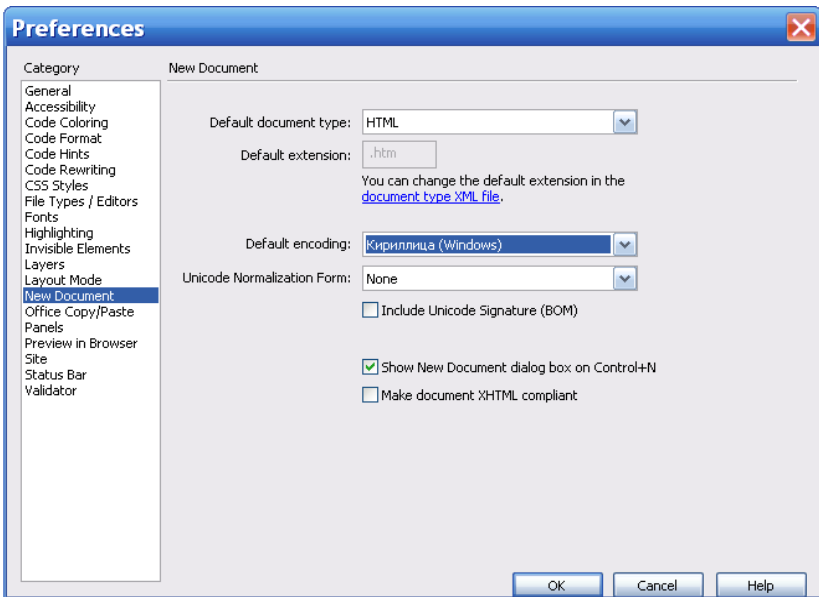 Preferences
Category
General
Accessibility
Code Coloring
Code Format
Code Hints
Code Rewriting
CSS Styles
File Types / Editors
Fonts
Highlighting
Invisible Elements
Layers
Layout Mode
New Document
Office Copy/Paste
Panels
Preview in Browser
Site
Status Bar
Validator
New Document
Default document type: HTML
Default extension: .htm
You can change the default extension in the
document type XML file.
Default encoding: Кириллица (Windows)
Unicode Normalization Form: None
Include Unicode Signature (BOM)
Show New Document dialog box on Control+N
Make document XHTML compliant
OK Cancel Help